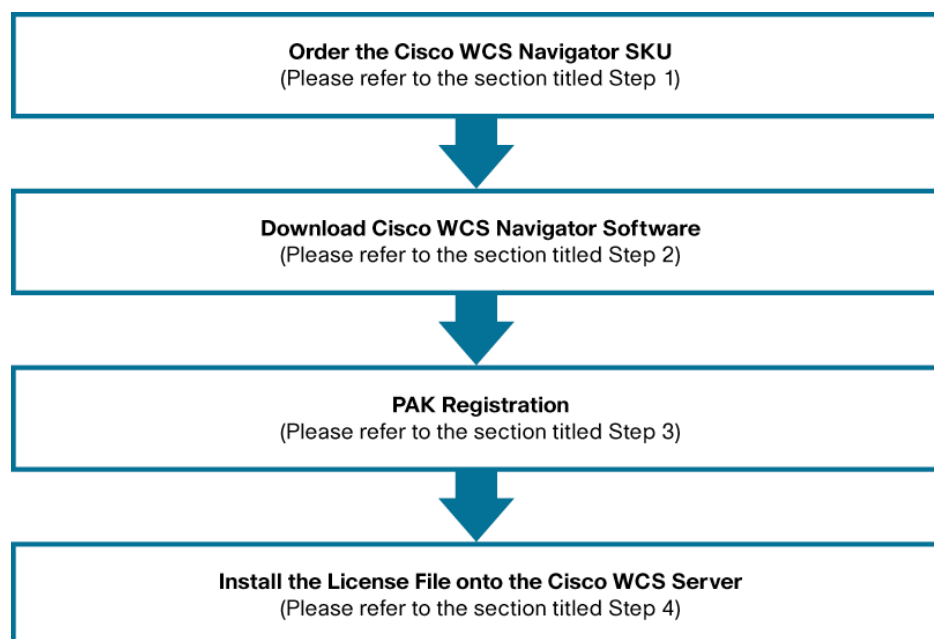 Order the Cisco WCS Navigator SKU
(Please refer to the section titled Step 1)
Download Cisco WCS Navigator Software
(Please refer to the section titled Step 2)
PAK Registration
(Please refer to the section titled Step 3)
Install the License File onto the Cisco WCS Server
(Please refer to the section titled Step 4)